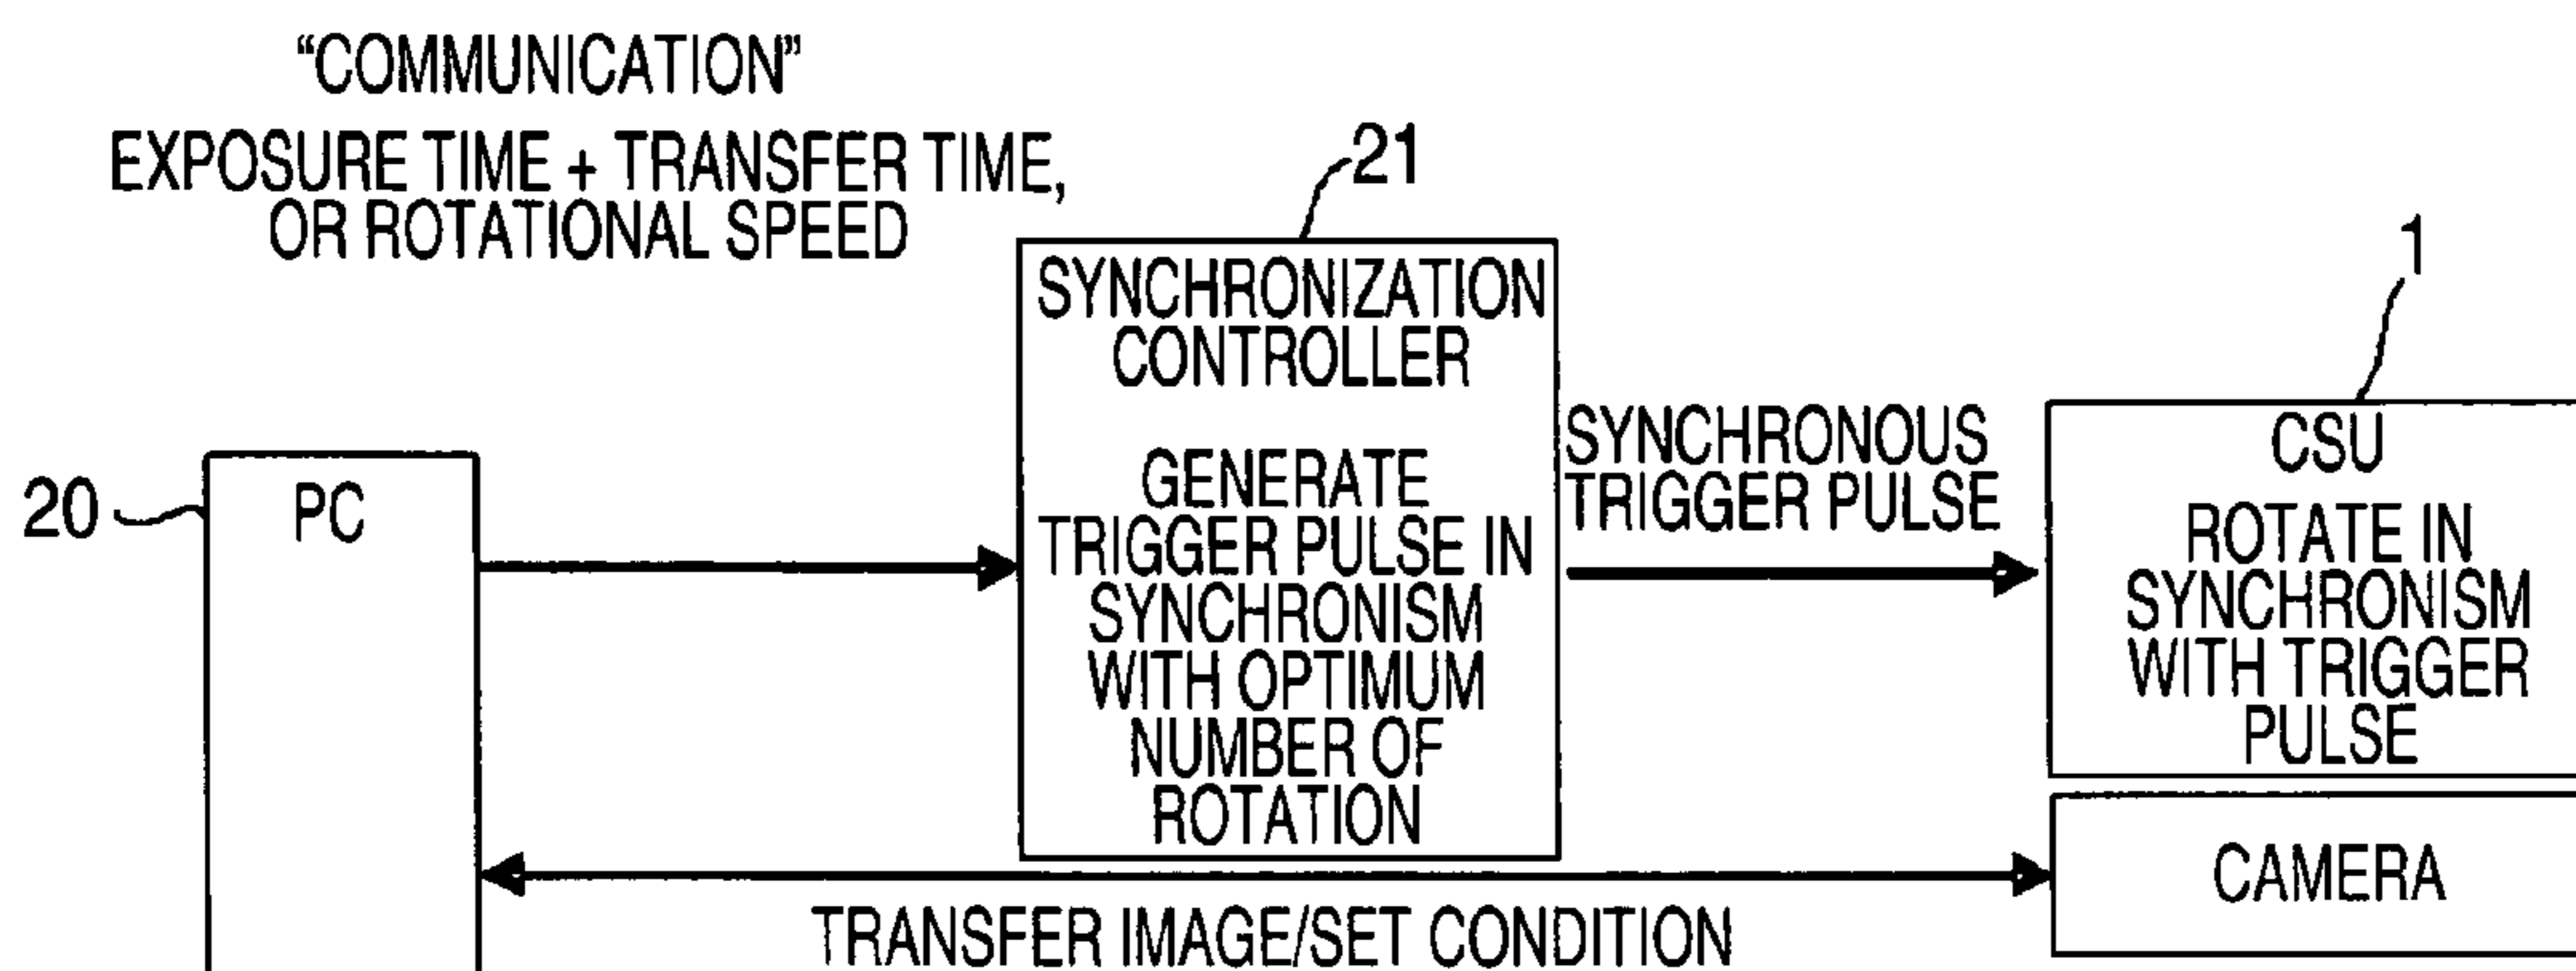 “COMMUNICATION”
EXPOSURE TIME + TRANSFER TIME,
OR ROTATIONAL SPEED
21
1
SYNCHRONIZATION
CONTROLLER
GENERATE
TRIGGER PULSE IN
SYNCHRONISM
WITH OPTIMUM
NUMBER OF
ROTATION
SYNCHRONOUS
TRIGGER PULSE
CSU
ROTATE IN
SYNCHRONISM
WITH TRIGGER
PULSE
20
PC
CAMERA
TRANSFER IMAGE/SET CONDITION